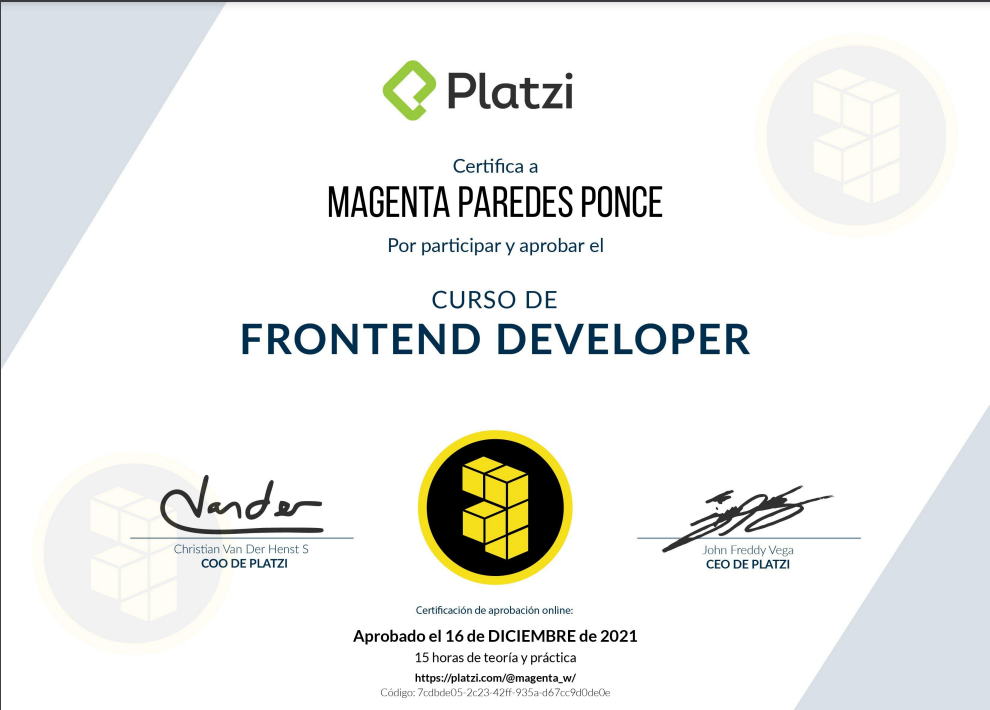 Platzi
Certifica a
MAGENTA PAREDES PONCE
Por participar y aprobar el
CURSO DE
FRONTEND DEVELOPER
Vander
Christian Van Der Henst S
COO DE PLATZI
John Freddy Vega
CEO DE PLATZI
Certificación de aprobación online:
Aprobado el 16 de DICIEMBRE de 2021
15 horas de teoría y práctica
https://platzi.com/@magenta_w/
Código: 7cdbde05-2c23-42ff-935a-d67cc9d0de0e